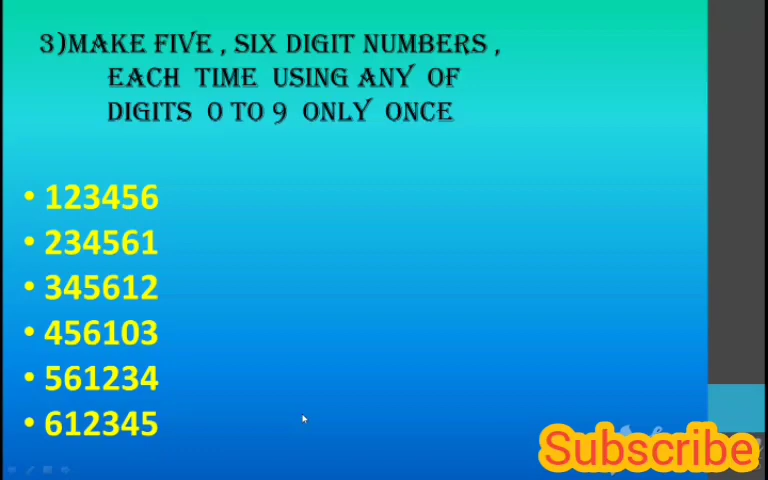 3)MAKE FIVE , SIX DIGIT NUMBERS ,
EACH TIME USING ANY OF
DIGITS 0 TO 9 ONLY ONCE
• 123456
• 234561
• 345612
• 456103
• 561234
• 612345
Subscribe